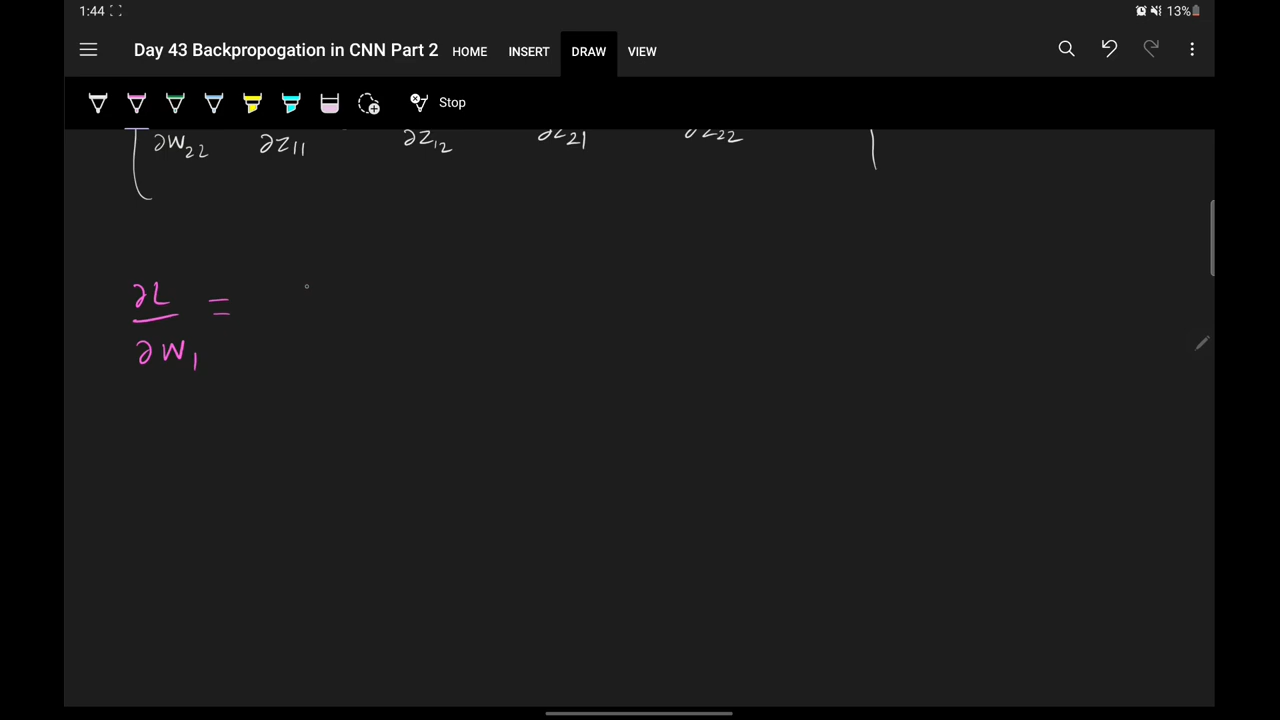 1:44 13%
Day 43 Backpropogation in CNN Part 2 HOME INSERT DRAW VIEW
Stop
∂W₂₂ ∂Z₁₁ ∂Z₁₂ ∂Z₂₁ ∂Z₂₂
∂L
=
∂W₁